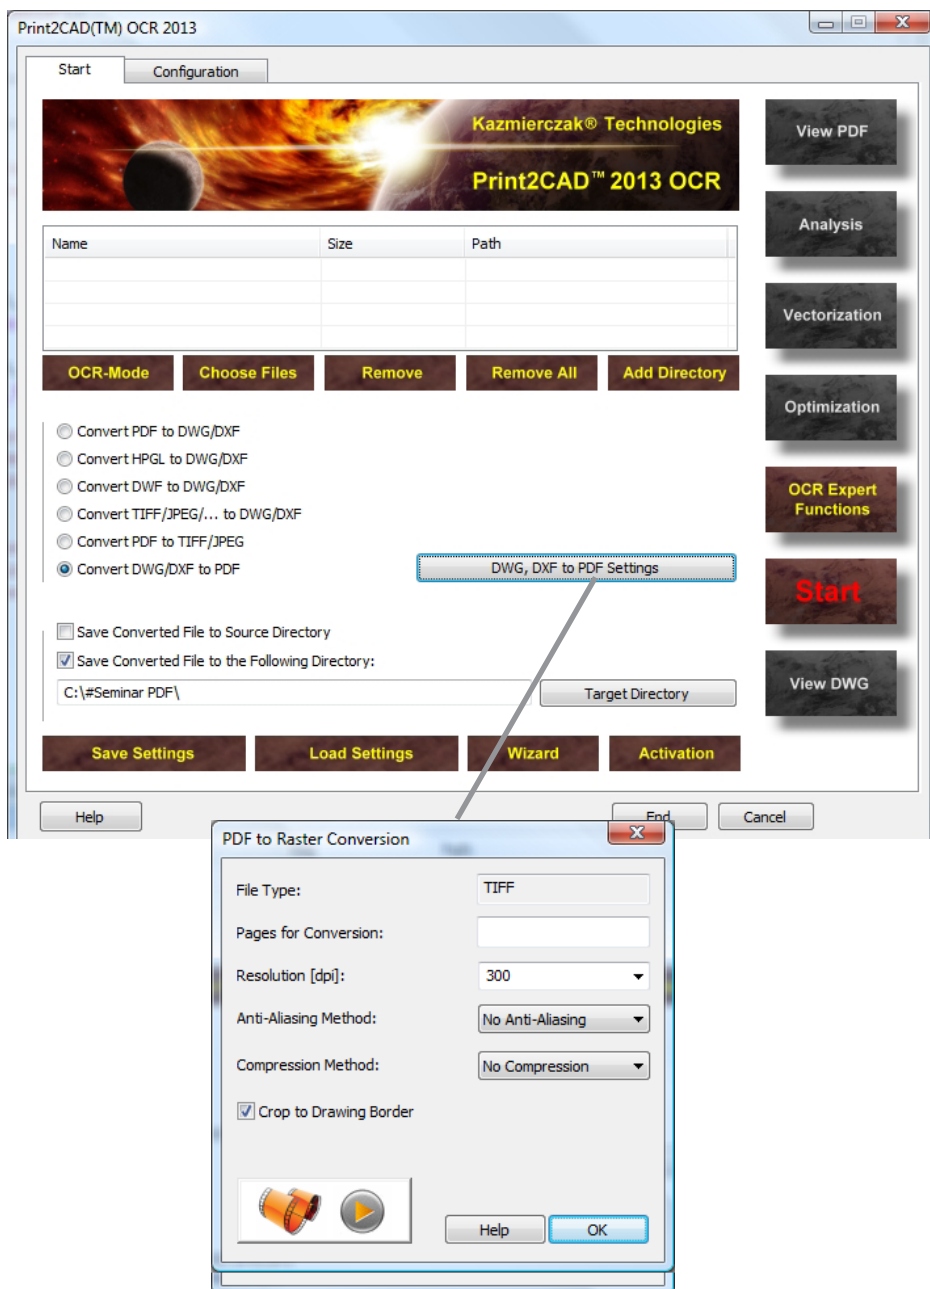 Print2CAD(TM) OCR 2013
Start Configuration
Kazmierczak® Technologies
Print2CAD™ 2013 OCR
View PDF
Analysis
Name Size Path
Vectorization
OCR-Mode Choose Files Remove Remove All Add Directory
Optimization
Convert PDF to DWG/DXF
Convert HPGL to DWG/DXF
Convert DWF to DWG/DXF
OCR Expert
Functions
Convert TIFF/JPEG/... to DWG/DXF
Convert PDF to TIFF/JPEG
Convert DWG/DXF to PDF DWG, DXF to PDF Settings
Start
Save Converted File to Source Directory
Save Converted File to the Following Directory:
C:\#Seminar PDF\ Target Directory
View DWG
Save Settings Load Settings Wizard Activation
Help End Cancel
PDF to Raster Conversion
File Type: TIFF
Pages for Conversion:
Resolution [dpi]: 300
Anti-Aliasing Method: No Anti-Aliasing
Compression Method: No Compression
Crop to Drawing Border
Help OK